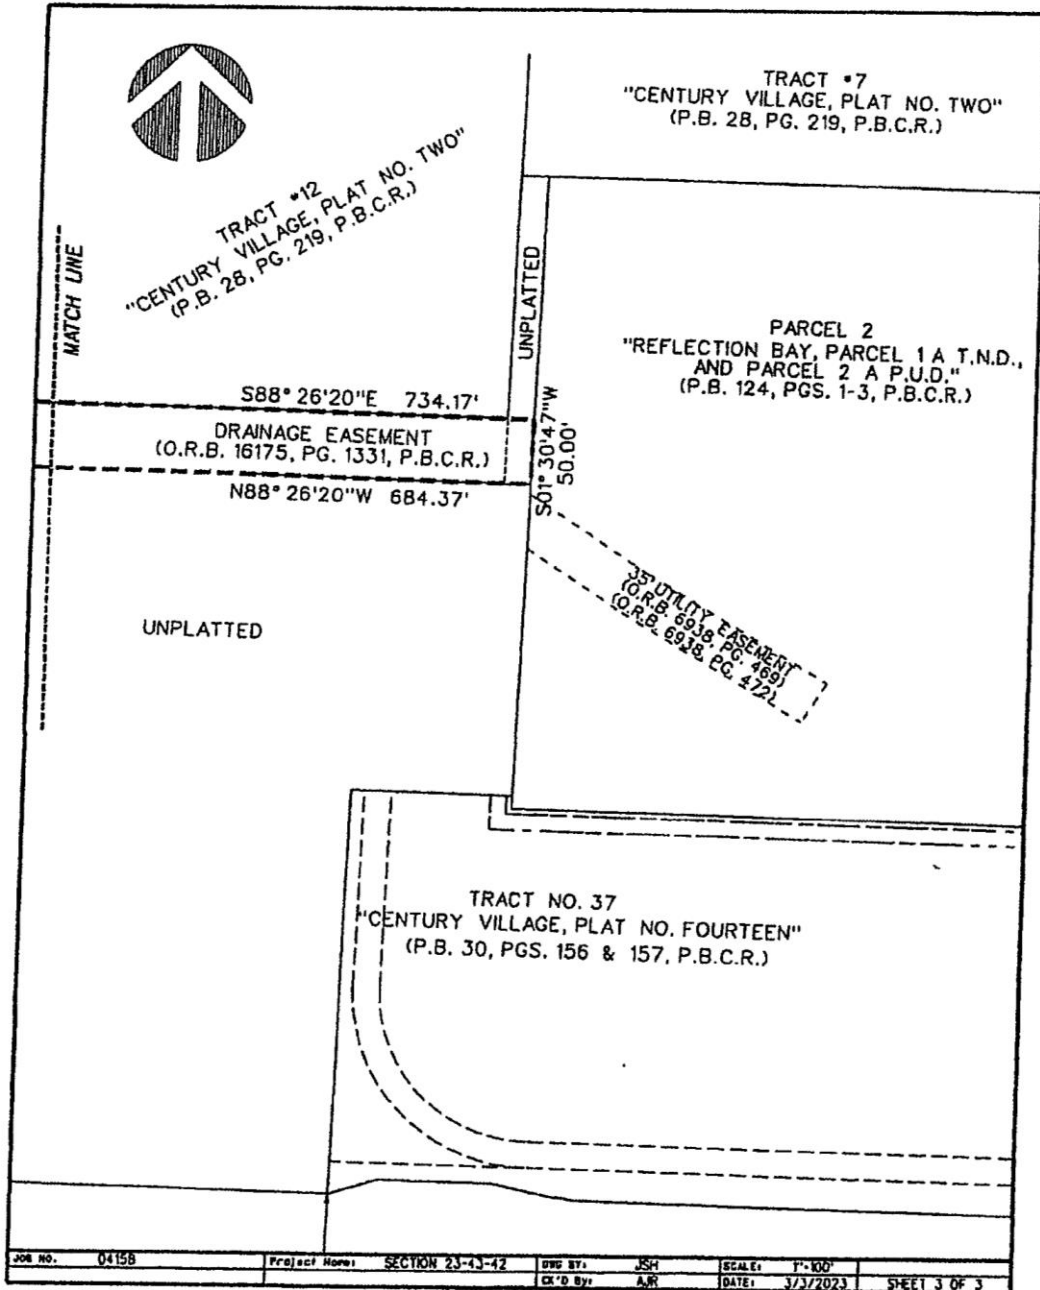 TRACT #7
"CENTURY VILLAGE, PLAT NO. TWO"
(P.B. 28, PG. 219, P.B.C.R.)
TRACT #12
"CENTURY VILLAGE, PLAT NO. TWO"
(P.B. 28, PG. 219, P.B.C.R.)
MATCH LINE
UNPLATTED
PARCEL 2
"REFLECTION BAY, PARCEL 1 A T.N.D.,
AND PARCEL 2 A P.U.D."
(P.B. 124, PGS. 1-3, P.B.C.R.)
S88° 26'20"E 734.17'
DRAINAGE EASEMENT
(O.R.B. 16175, PG. 1331, P.B.C.R.)
N88° 26'20"W 684.37'
S01° 30'47"W
50.00'
35' UTILITY EASEMENT
(O.R.B. 6938, PG. 469)
(O.R.B. 6938, PG. 472)
UNPLATTED
TRACT NO. 37
"CENTURY VILLAGE, PLAT NO. FOURTEEN"
(P.B. 30, PGS. 156 & 157, P.B.C.R.)
JOB NO. 0415B Project Name: SECTION 23-43-42 DWG BY: JSH SCALE: 1"=100'
CK'D By: AJR DATE: 3/3/2023 SHEET 3 OF 3